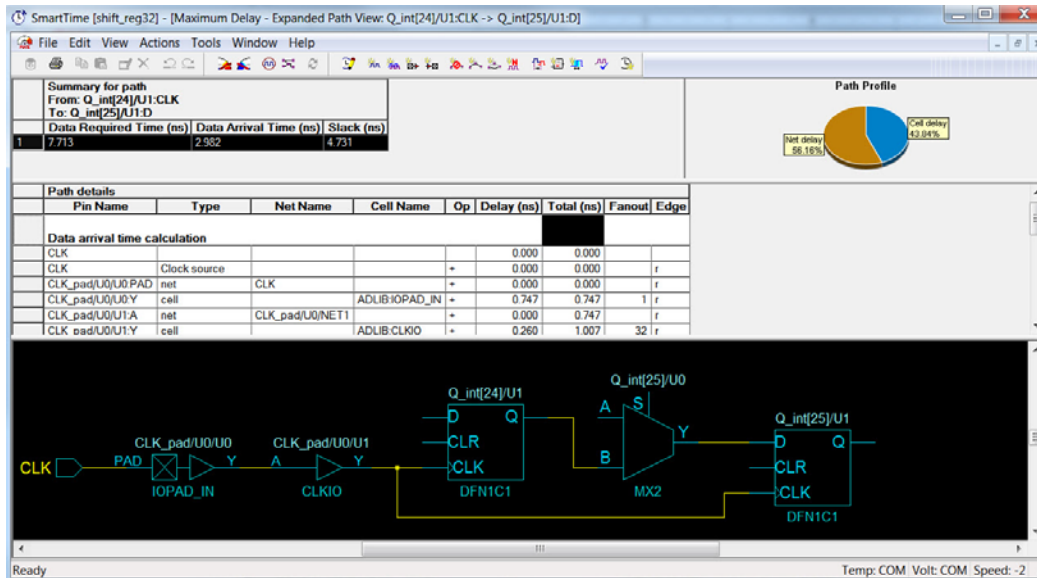 SmartTime [shift_reg32] - [Maximum Delay - Expanded Path View: Q_int[24]/U1:CLK -> Q_int[25]/U1:D]
File Edit View Actions Tools Window Help
Summary for path
From: Q_int[24]/U1:CLK
To: Q_int[25]/U1:D
Data Required Time (ns) Data Arrival Time (ns) Slack (ns)
1 7.713 2.982 4.731
Path Profile
Cell delay
43.84%
Net delay
56.16%
Path details
Pin Name Type Net Name Cell Name Op Delay (ns) Total (ns) Fanout Edge
Data arrival time calculation
CLK 0.000 0.000
CLK Clock source + 0.000 0.000 r
CLK_pad/U0/U0:PAD net CLK + 0.000 0.000 r
CLK_pad/U0/U0:Y cell ADLIB:IOPAD_IN + 0.747 0.747 1 r
CLK_pad/U0/U1:A net CLK_pad/U0/NET1 + 0.000 0.747 r
CLK_pad/U0/U1:Y cell ADLIB:CLKIO + 0.260 1.007 32 r
Q_int[25]/U0
Q_int[24]/U1
A S
Q_int[25]/U1
D Q
CLK_pad/U0/U0 CLK_pad/U0/U1
CLR
Y
D Q
CLK PAD Y A Y
CLK
B
CLR
IOPAD_IN CLKIO DFN1C1 MX2
CLK
DFN1C1
Ready Temp: COM Volt: COM Speed: -2